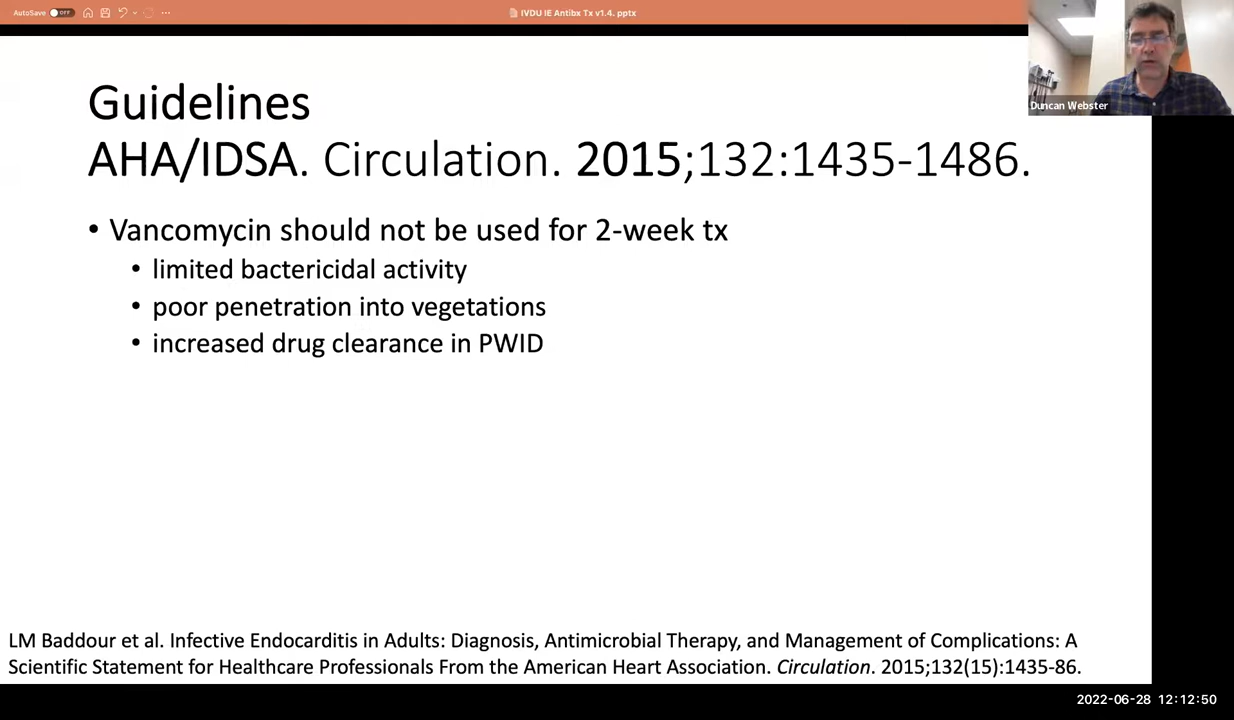 AutoSave OFF
IVDU IE Antibx Tx v1.4. pptx
Duncan Webster
Guidelines
AHA/IDSA. Circulation. 2015;132:1435-1486.
• Vancomycin should not be used for 2-week tx
• limited bactericidal activity
• poor penetration into vegetations
• increased drug clearance in PWID
LM Baddour et al. Infective Endocarditis in Adults: Diagnosis, Antimicrobial Therapy, and Management of Complications: A
Scientific Statement for Healthcare Professionals From the American Heart Association. Circulation. 2015;132(15):1435-86.
2022-06-28 12:12:50